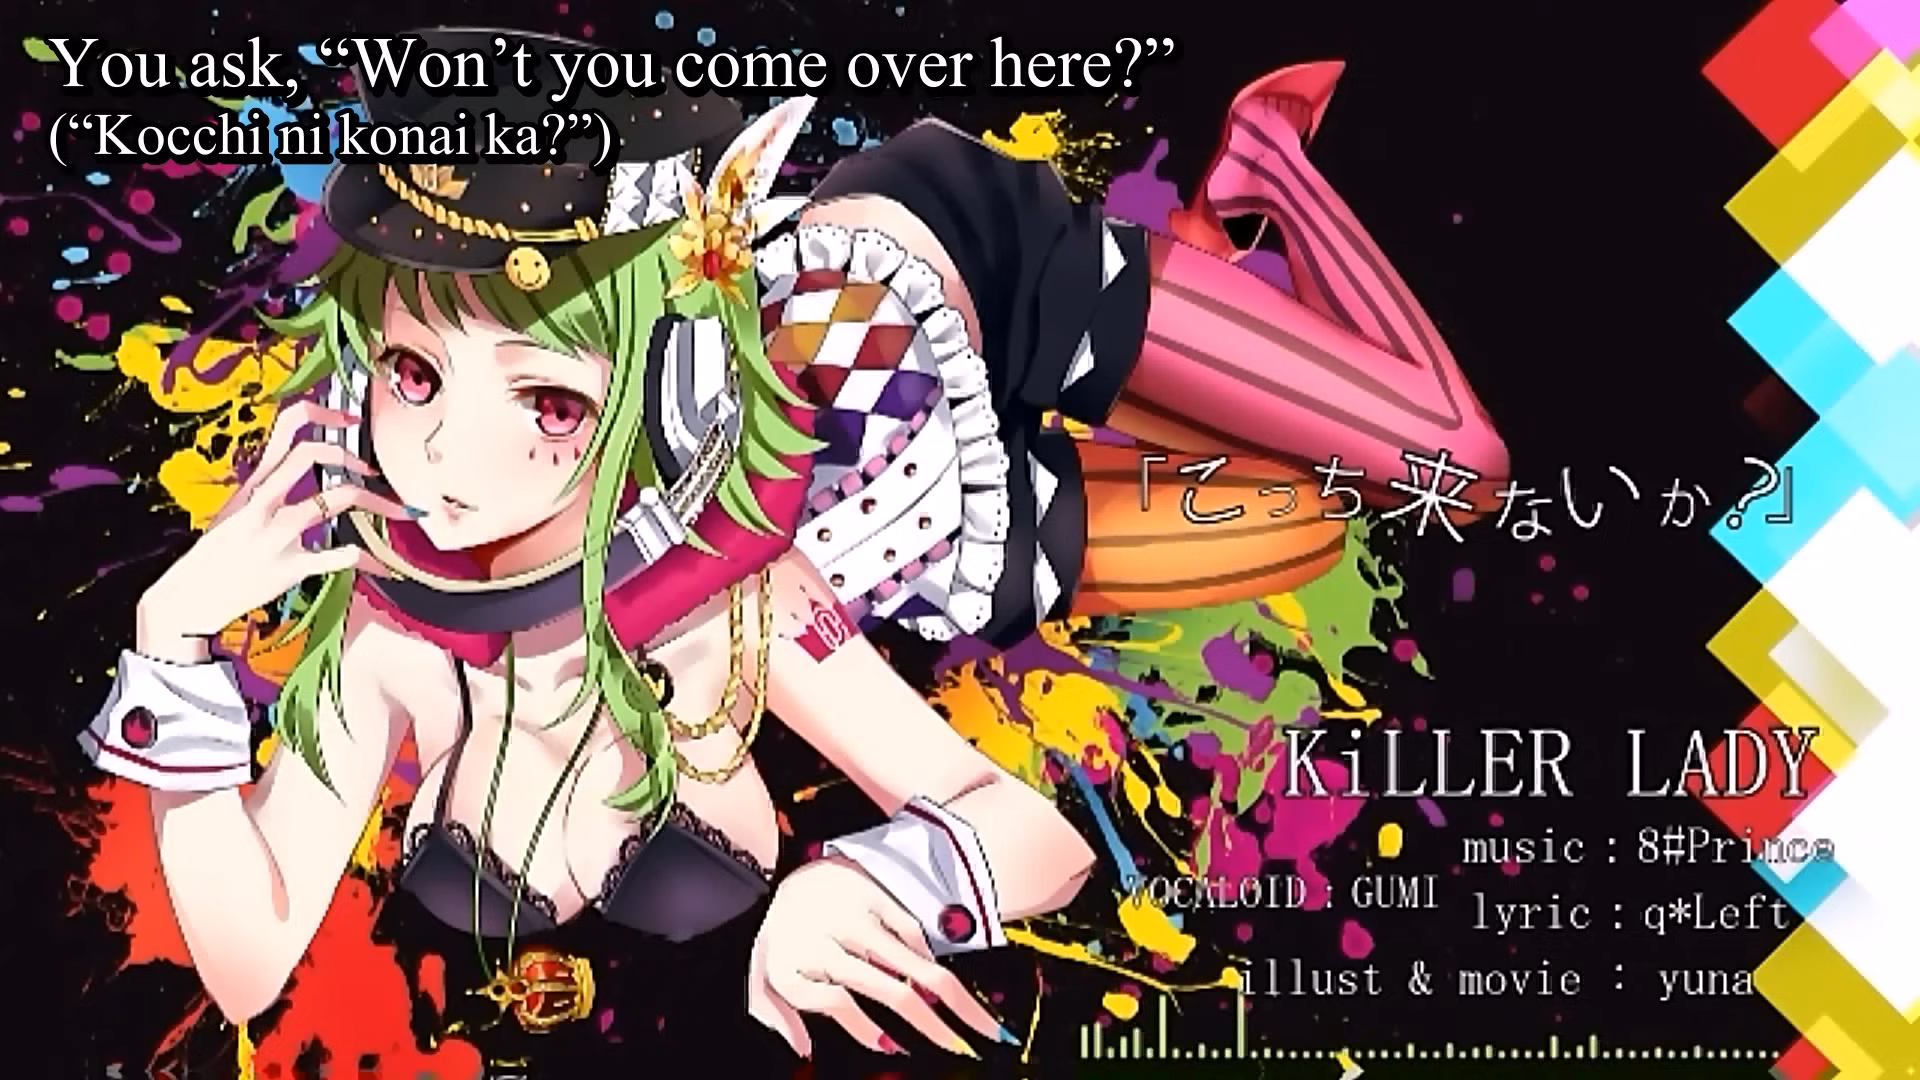 You ask, “Won’t you come over here?”
(“Kocchi ni konai ka?”)
「こっち来ないか?」
KiLLER LADY
music : 8#Prince
VOCALOID : GUMI
lyric : q*Left
illust & movie : yuna